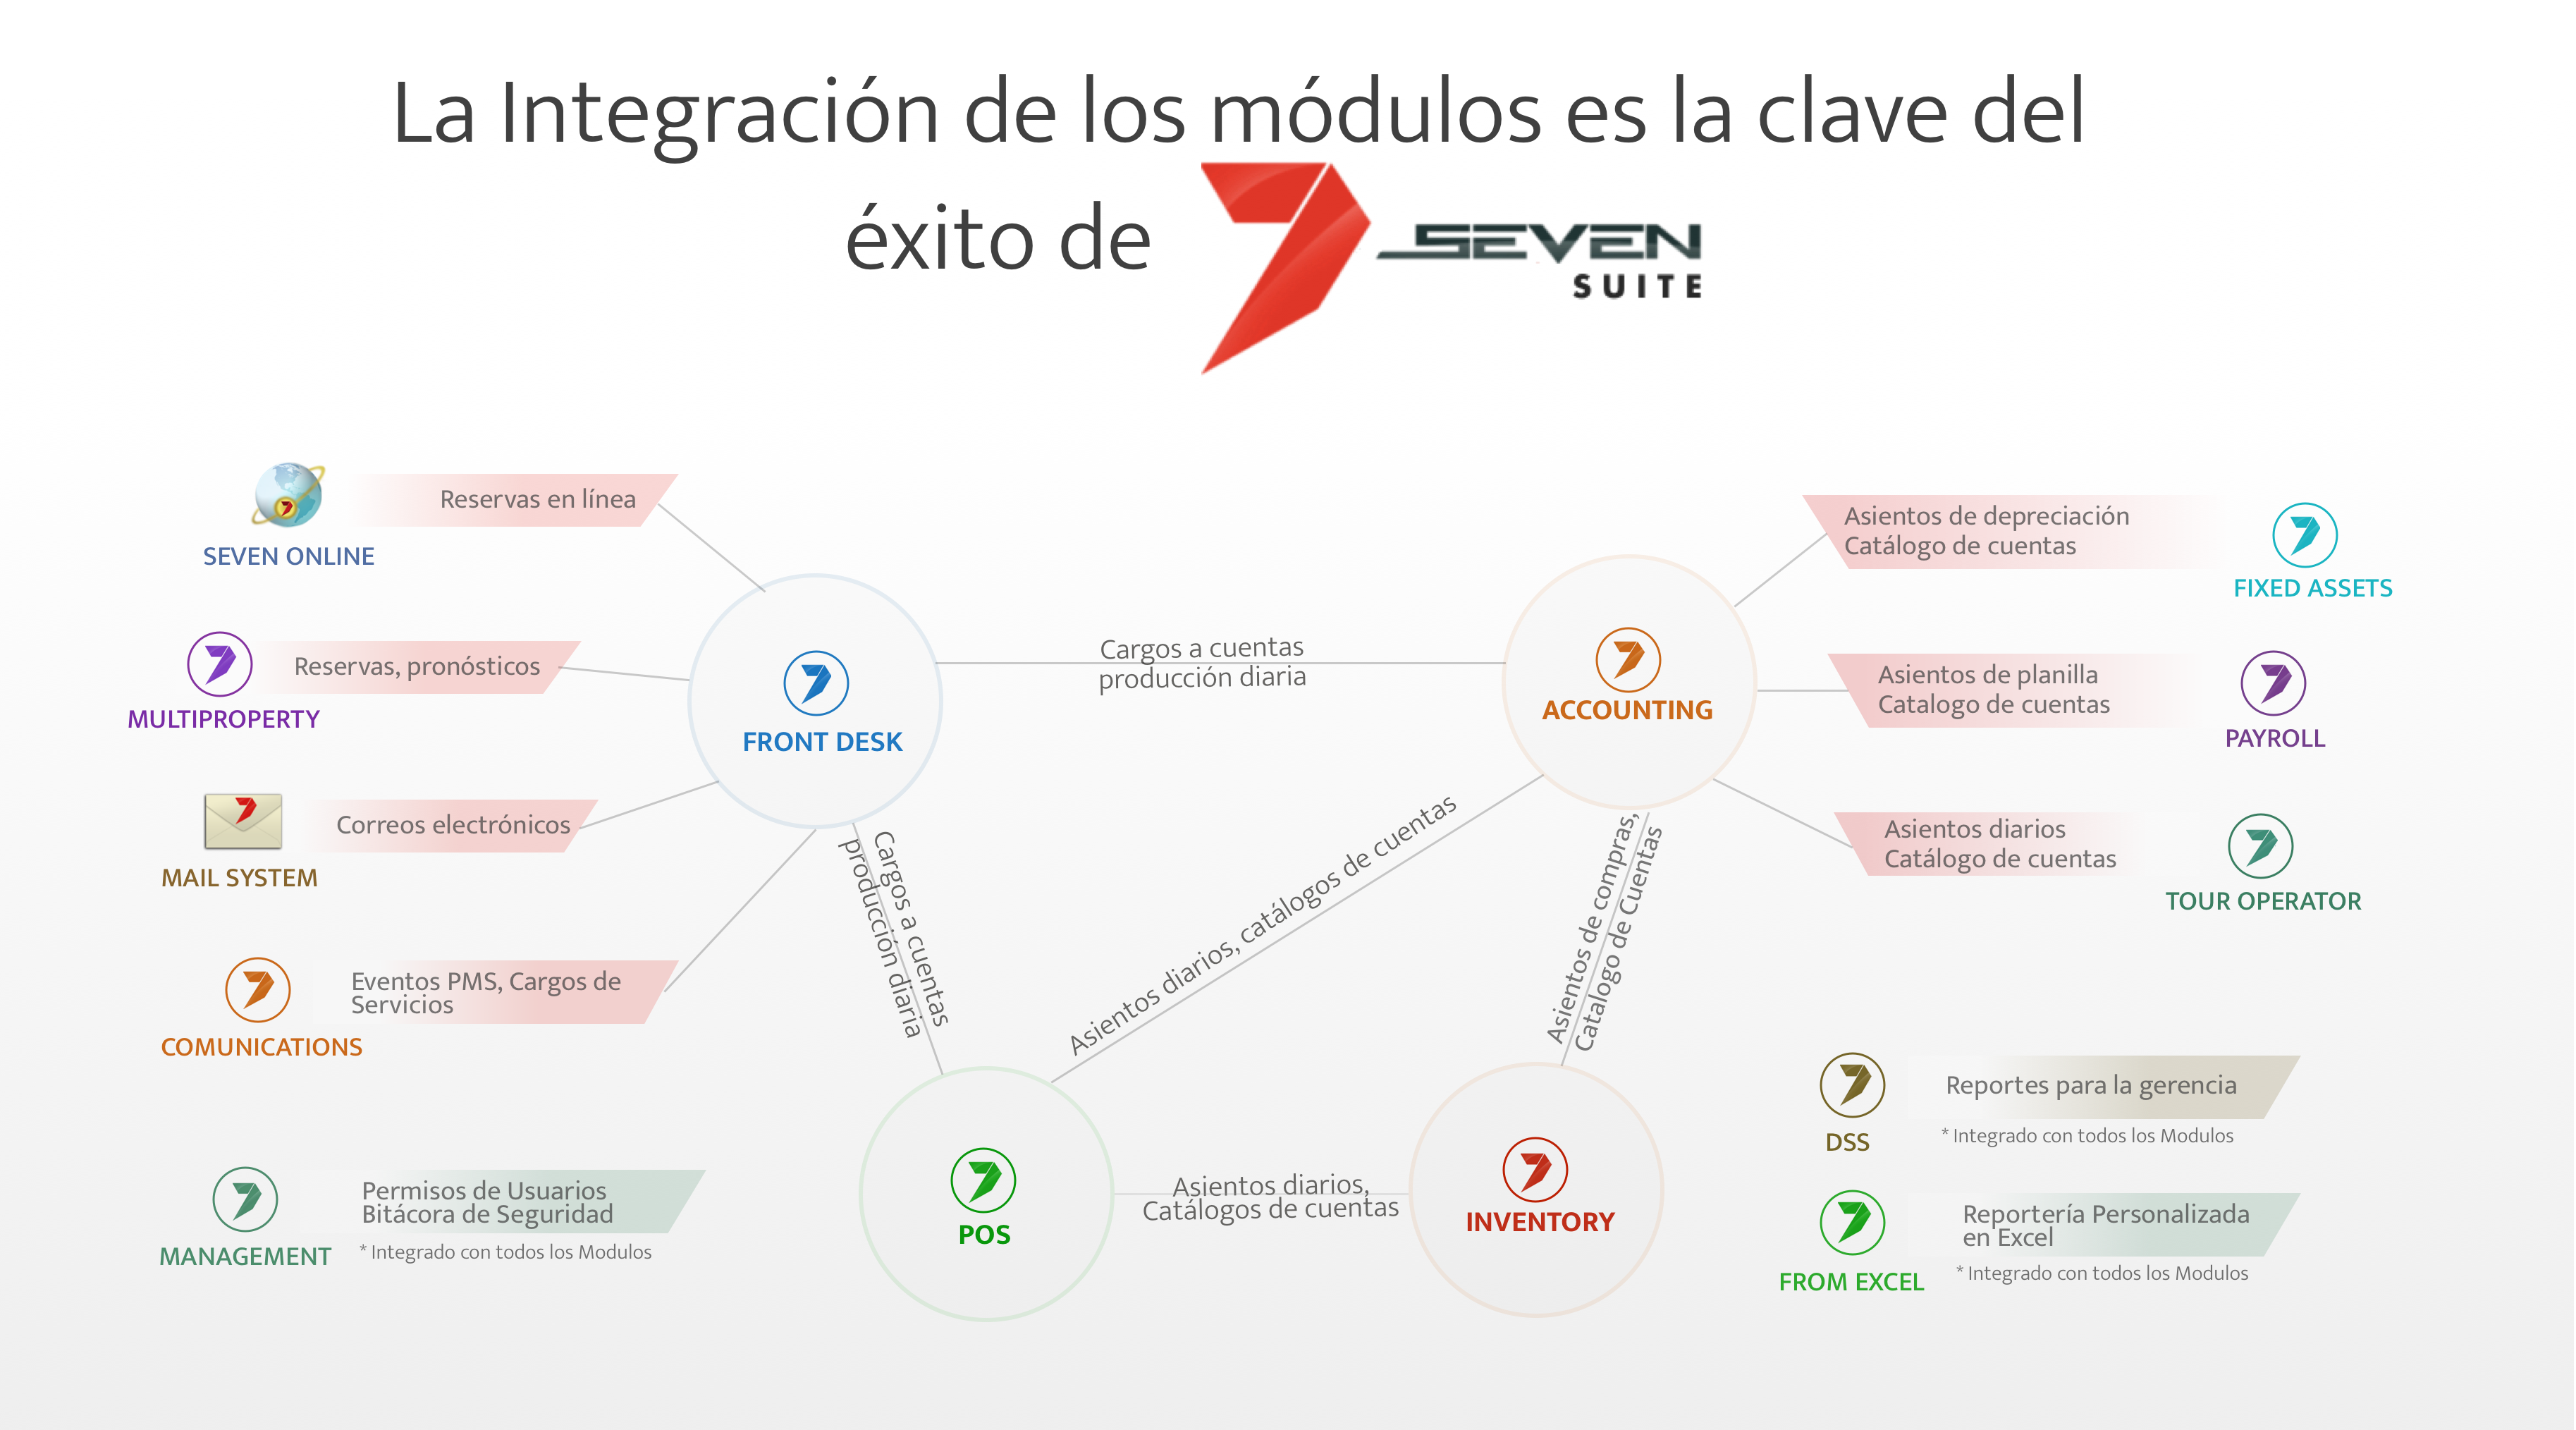 La Integración de los módulos es la clave del
éxito de
SEVEN
SUITE
Reservas en línea
SEVEN ONLINE
Reservas, pronósticos
MULTIPROPERTY
Correos electrónicos
MAIL SYSTEM
Eventos PMS, Cargos de
Servicios
COMUNICATIONS
Permisos de Usuarios
Bitácora de Seguridad
MANAGEMENT
* Integrado con todos los Modulos
FRONT DESK
Cargos a cuentas
producción diaria
ACCOUNTING
Cargos a cuentas
producción diaria
Asientos diarios, catálogos de cuentas
Asientos de compras,
Catalogo de Cuentas
POS
Asientos diarios,
Catálogos de cuentas
INVENTORY
Asientos de depreciación
Catálogo de cuentas
FIXED ASSETS
Asientos de planilla
Catalogo de cuentas
PAYROLL
Asientos diarios
Catálogo de cuentas
TOUR OPERATOR
Reportes para la gerencia
DSS
* Integrado con todos los Modulos
Reportería Personalizada
en Excel
FROM EXCEL
* Integrado con todos los Modulos